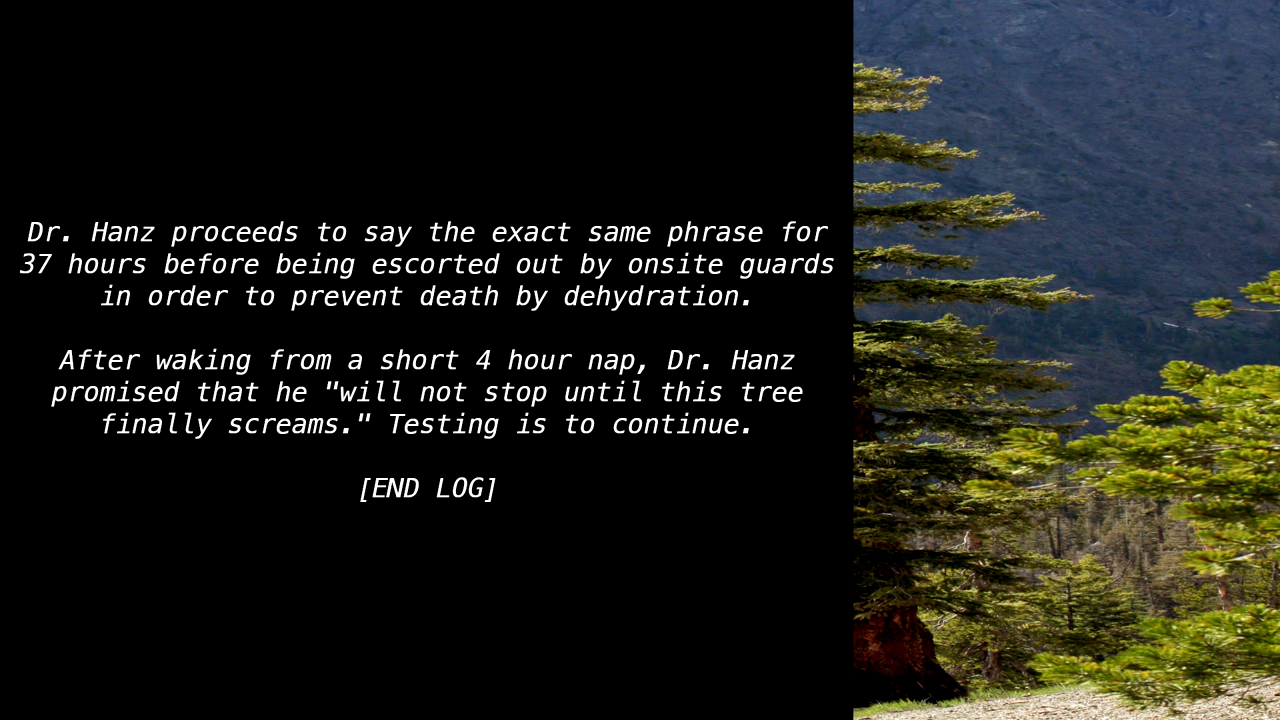 Dr. Hanz proceeds to say the exact same phrase for
37 hours before being escorted out by onsite guards
in order to prevent death by dehydration.
After waking from a short 4 hour nap, Dr. Hanz
promised that he "will not stop until this tree
finally screams." Testing is to continue.
[END LOG]